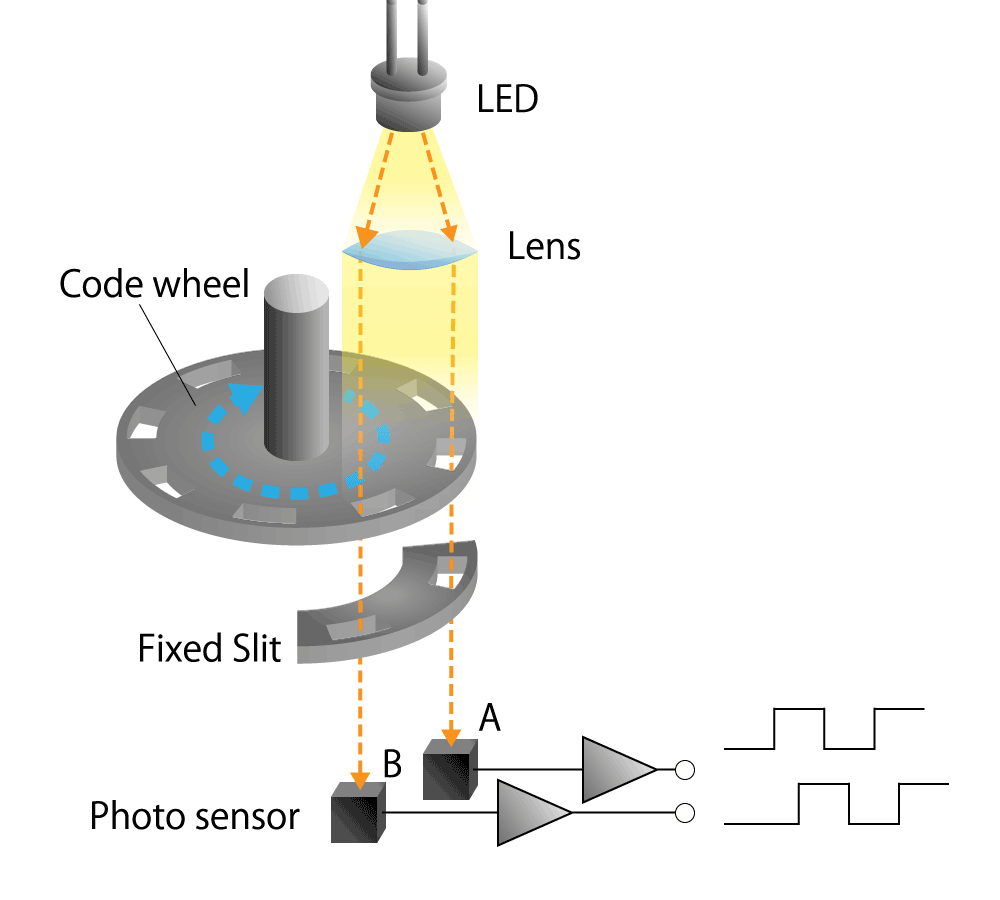 LED
Lens
Code wheel
Fixed Slit
A
B
Photo sensor